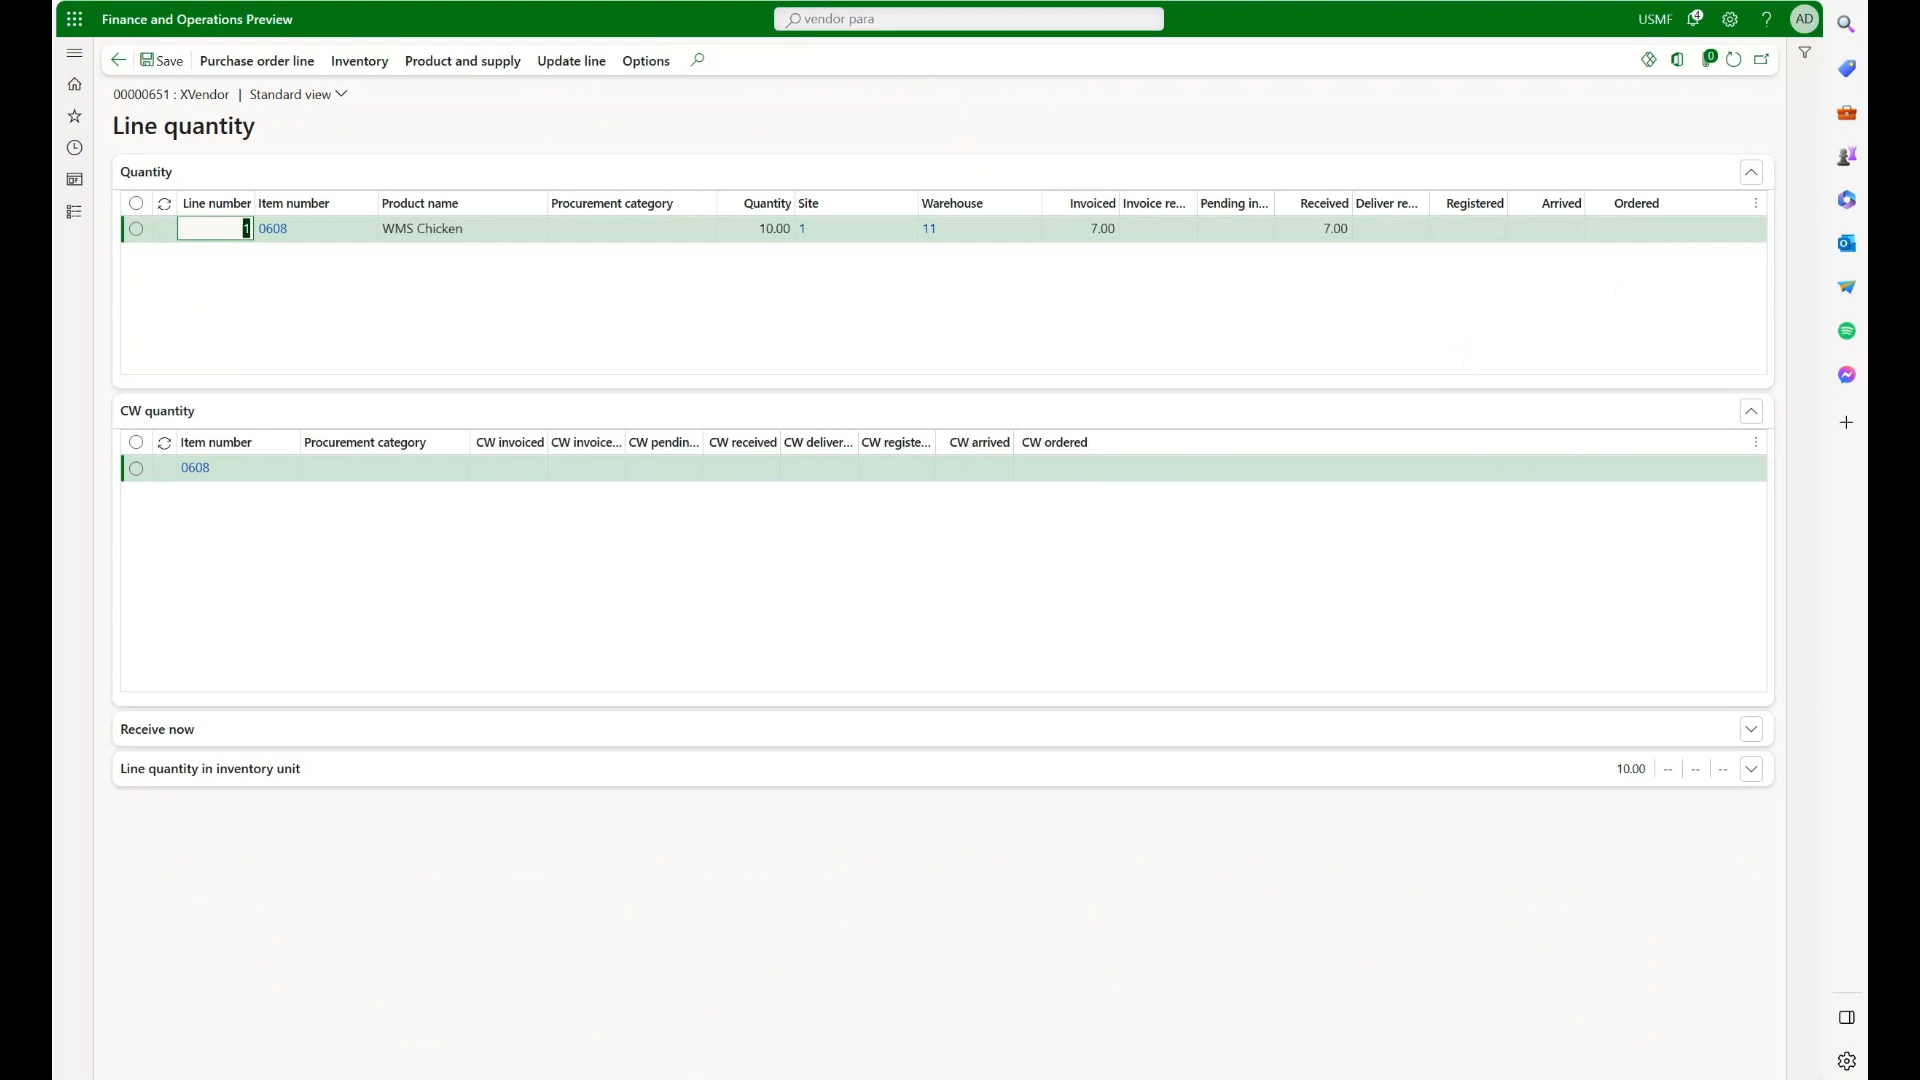 Finance and Operations Preview
vendor para
USMF
4
?
AD
Save
Purchase order line
Inventory
Product and supply
Update line
Options
0
00000651 : XVendor | Standard view
Line quantity
Quantity
Line number Item number Product name Procurement category Quantity Site Warehouse Invoiced Invoice re... Pending in... Received Deliver re... Registered Arrived Ordered
1 0608 WMS Chicken 10.00 1 11 7.00 7.00
CW quantity
Item number Procurement category CW invoiced CW invoice... CW pendin... CW received CW deliver... CW registe... CW arrived CW ordered
0608
Receive now
Line quantity in inventory unit 10.00 -- -- --